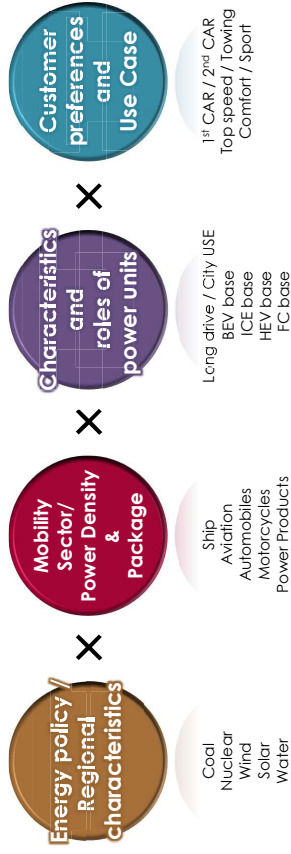 Energy policy /
Regional
characteristics
Coal
Nuclear
Wind
Solar
Water
×
Mobility
Sector/
Power Density
&
Package
Ship
Aviation
Automobiles
Motorcycles
Power Products
×
Characteristics
and
roles of
power units
Long drive / City USE
BEV base
ICE base
HEV base
FC base
×
Customer
preferences
and
Use Case
1st CAR / 2nd CAR
Top speed / Towing
Comfort / Sport